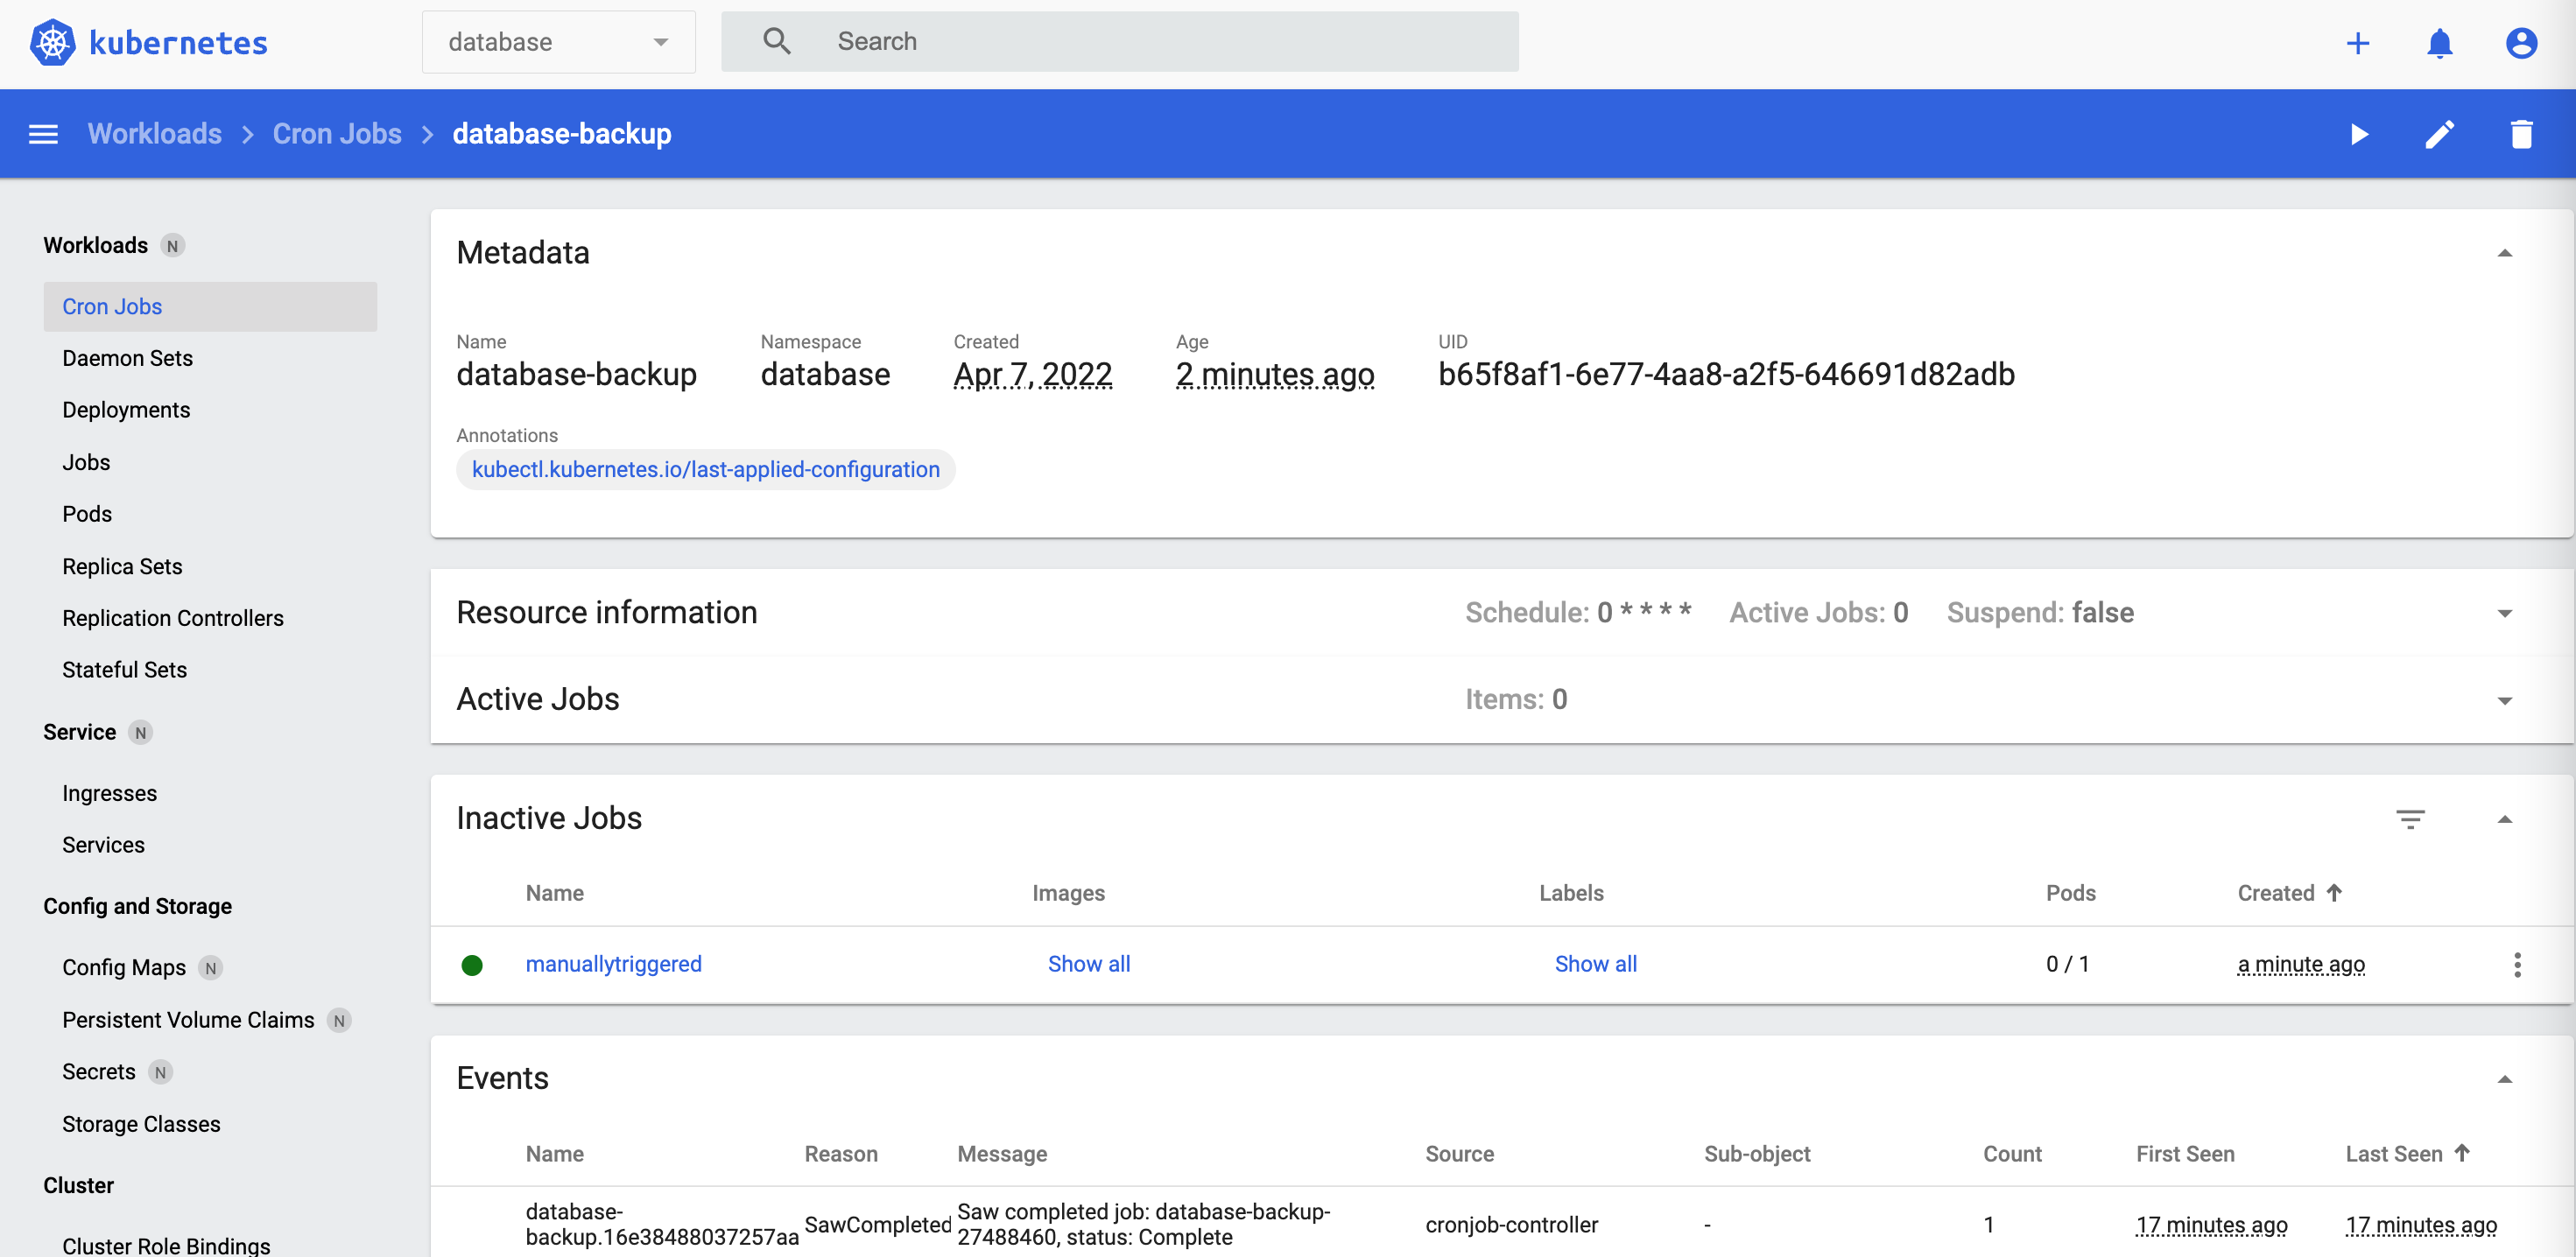 kubernetes
database
Search
Workloads > Cron Jobs > database-backup
Workloads N
Cron Jobs
Daemon Sets
Deployments
Jobs
Pods
Replica Sets
Replication Controllers
Stateful Sets
Service N
Ingresses
Services
Config and Storage
Config Maps N
Persistent Volume Claims N
Secrets N
Storage Classes
Cluster
Cluster Role Bindings
Metadata
Name Namespace Created Age UID
database-backup database Apr 7, 2022 2 minutes ago b65f8af1-6e77-4aa8-a2f5-646691d82adb
Annotations
kubectl.kubernetes.io/last-applied-configuration
Resource information Schedule: 0 * * * * Active Jobs: 0 Suspend: false
Active Jobs Items: 0
Inactive Jobs
Name Images Labels Pods Created
manuallytriggered Show all Show all 0 / 1 a minute ago
Events
Name Reason Message Source Sub-object Count First Seen Last Seen
database-
backup.16e38488037257aa SawCompleted Saw completed job: database-backup-
27488460, status: Complete cronjob-controller - 1 17 minutes ago 17 minutes ago